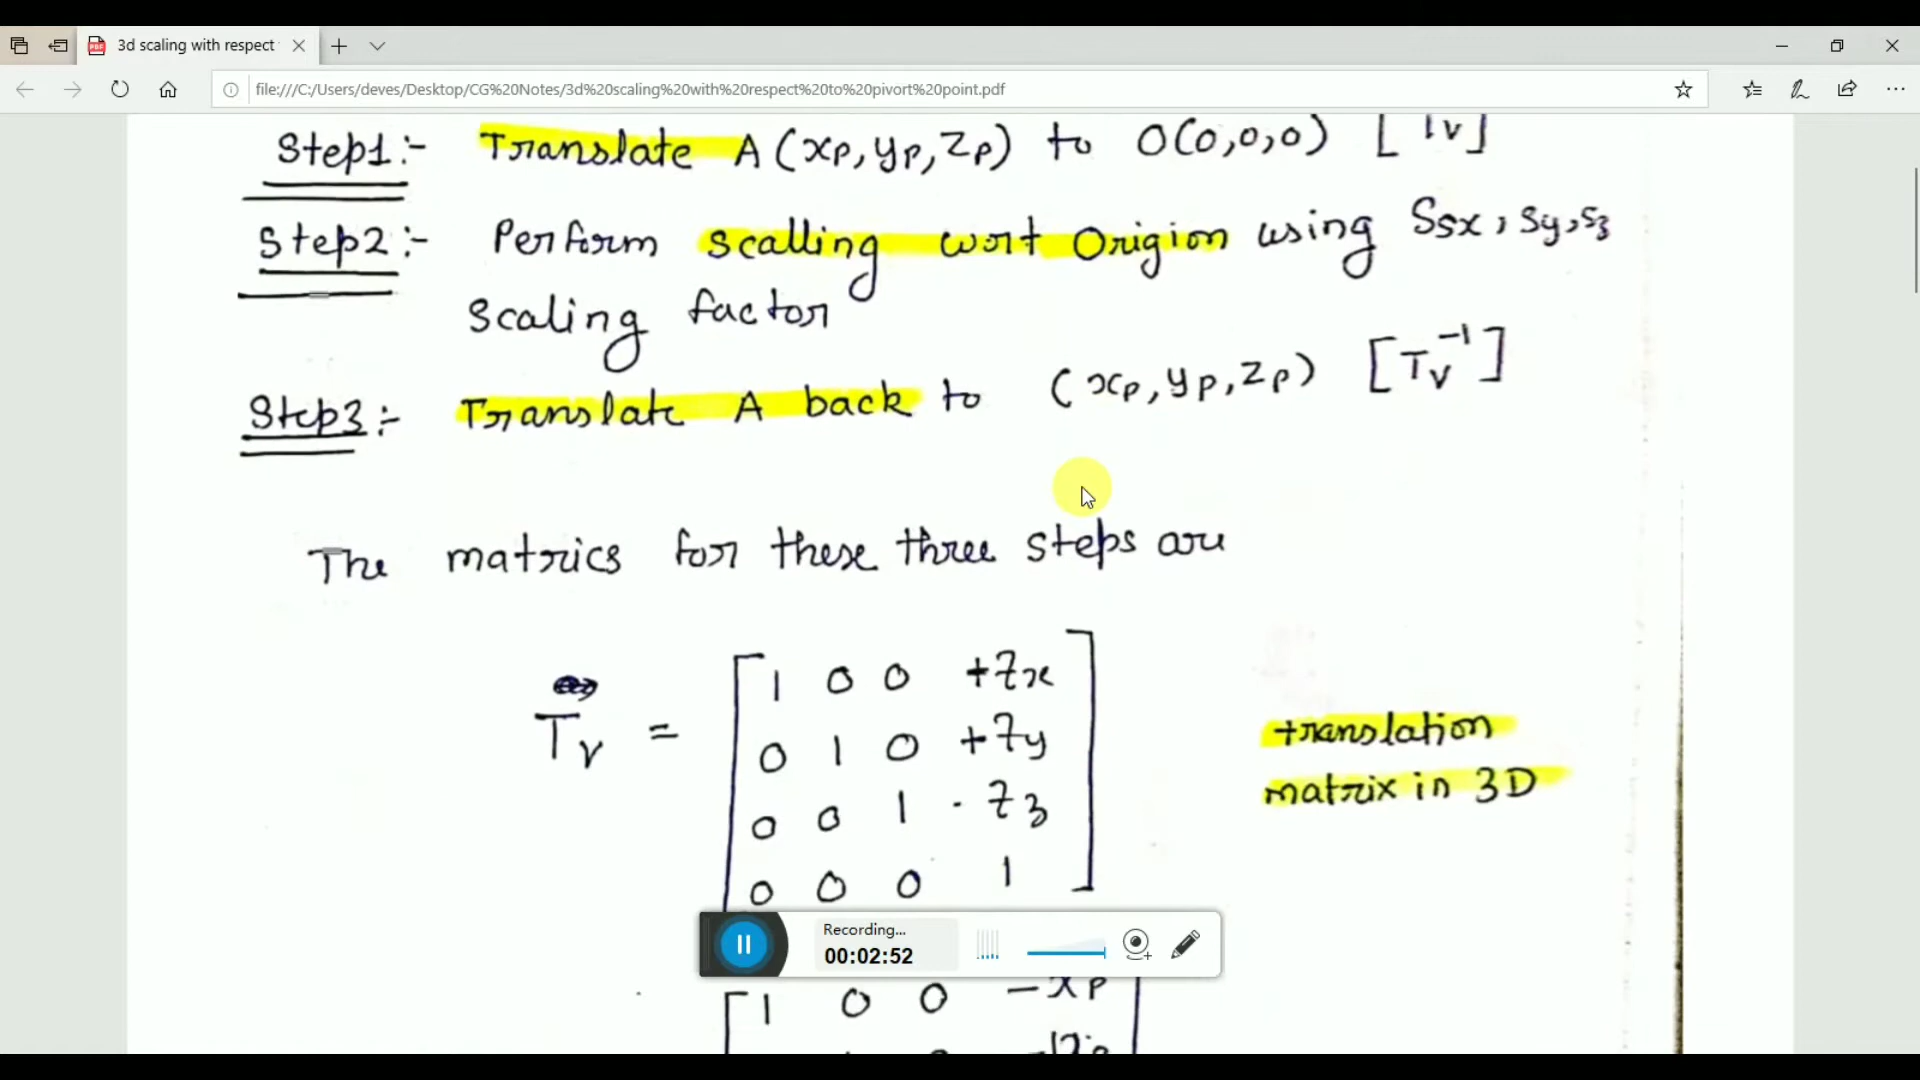 3d scaling with respect
file:///C:/Users/deves/Desktop/CG%20Notes/3d%20scaling%20with%20respect%20to%20pivort%20point.pdf
Step1:- Translate A(xp, yp, zp) to O(0,0,0) [Tv]
Step2:- Perform scalling wort Origion using Ssx, sy, sz
scaling factor
Step3:- Translate A back to (xp, yp, zp) [Tv⁻¹]
The matrics for these three steps are
Tv = [ 1 0 0 +7x
0 1 0 +7y
0 0 1 . 7z
0 0 0 1 ]
translation
matrix in 3D
Recording...
00:02:52
1 0 0 -xp